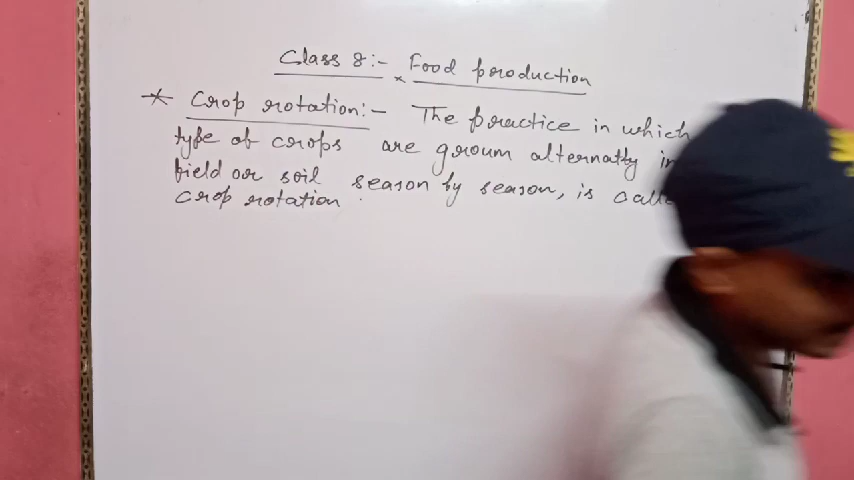 Class 8:- Food production
* Crop rotation:- The practice in which
type of crops are groum alternatly in
field or soil season by season, is
crop rotation.